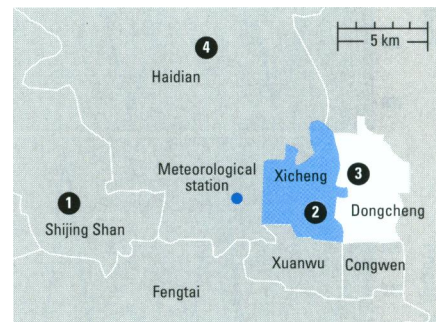 4
5 km
Haidian
Meteorological
station
Xicheng
3
1
2
Dongcheng
Shijing Shan
Xuanwu
Congwen
Fengtai